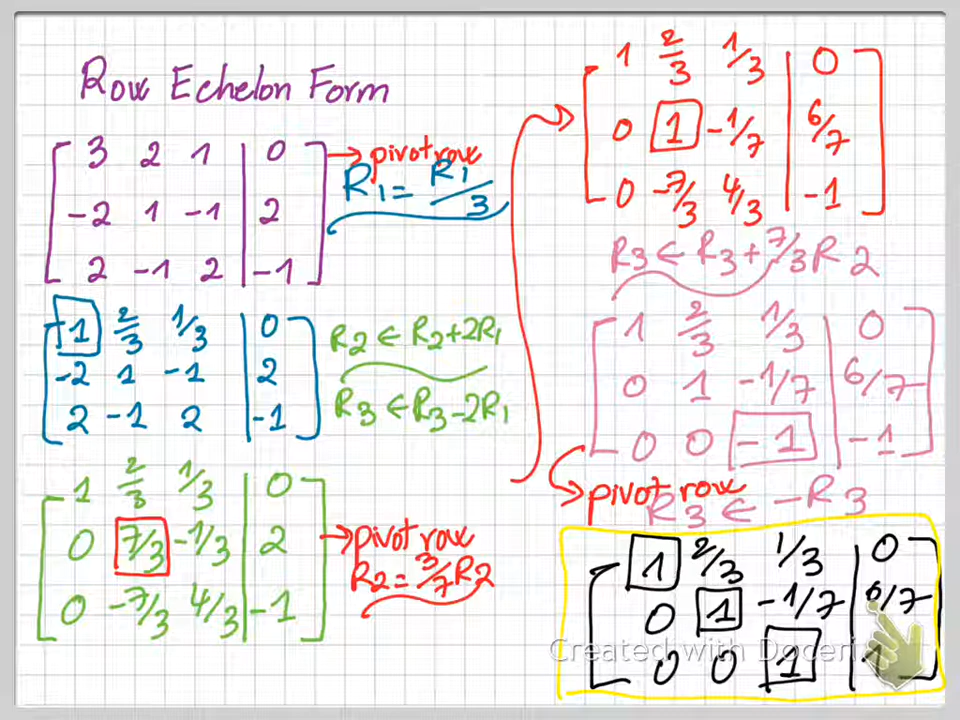 Row Echelon Form
3 2 1 | 0 → pivot row
R1 = R1/3
-2 1 -1 | 2
2 -1 2 | -1
1 2/3 1/3 | 0
-2 1 -1 | 2
2 -1 2 | -1
R2 ← R2+2R1
R3 ← R3-2R1
1 2/3 1/3 | 0
0 7/3 -1/3 | 2
0 -7/3 4/3 | -1
→ pivot row
R2 = 3/7 R2
1 2/3 1/3 | 0
0 1 -1/7 | 6/7
0 -7/3 4/3 | -1
R3 ← R3 + 7/3 R2
1 2/3 1/3 | 0
0 1 -1/7 | 6/7
0 0 -1 | -1
pivot row
R3 ← -R3
1 2/3 1/3 | 0
0 1 -1/7 | 6/7
0 0 1 | 1
Created with Doceri